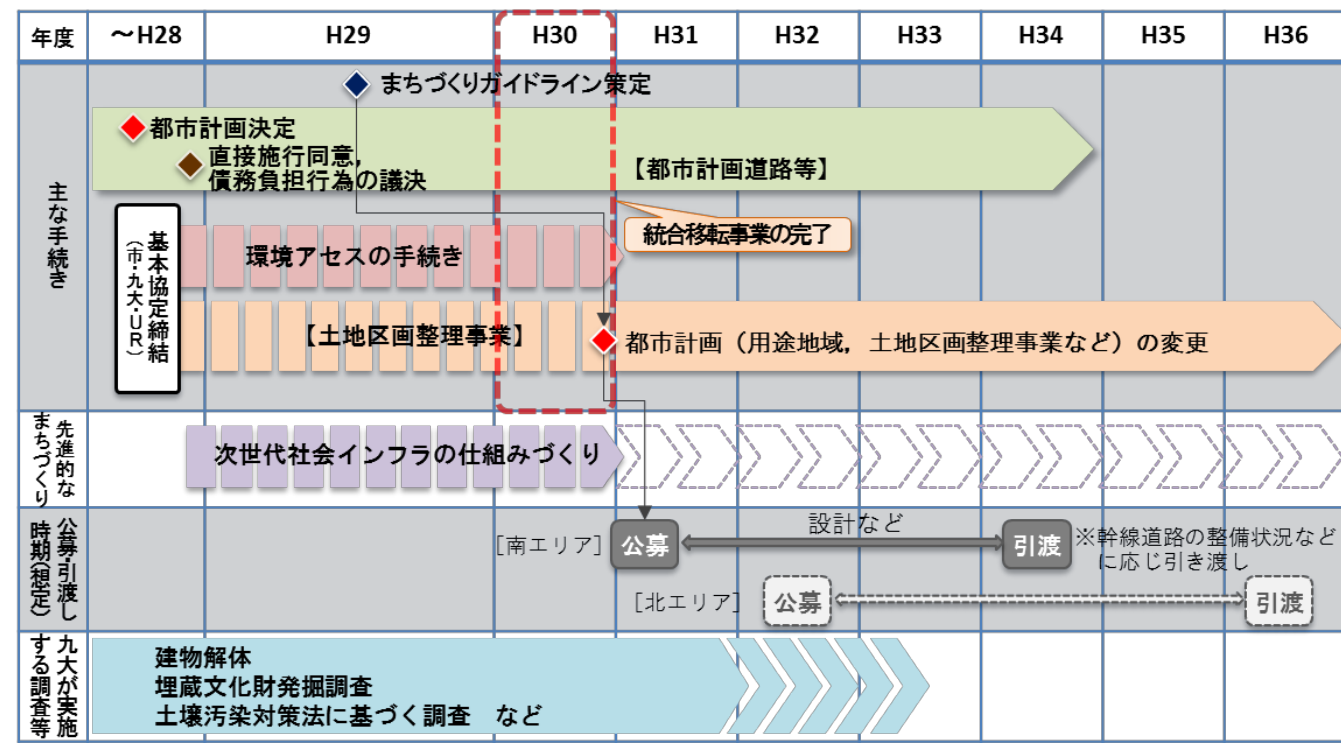 年度
～H28
H29
H30
H31
H32
H33
H34
H35
H36
主な手続き
まちづくりガイドライン策定
都市計画決定
直接施行同意，
債務負担行為の議決
【都市計画道路等】
統合移転事業の完了
基本協定締結
（市・九大・ＵＲ）
環境アセスの手続き
【土地区画整理事業】
都市計画（用途地域，土地区画整理事業など）の変更
先進的な
まちづくり
次世代社会インフラの仕組みづくり
公募・引渡し
時期（想定）
［南エリア］
公募
設計など
引渡
※幹線道路の整備状況など
に応じ引き渡し
［北エリア］
公募
引渡
九大が実施
する調査等
建物解体
埋蔵文化財発掘調査
土壌汚染対策法に基づく調査　など